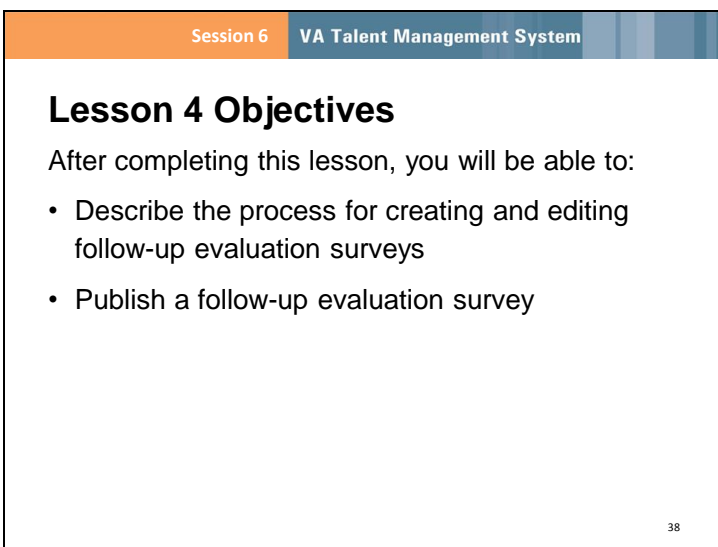 Session 6 VA Talent Management System
Lesson 4 Objectives
After completing this lesson, you will be able to:
• Describe the process for creating and editing
follow-up evaluation surveys
• Publish a follow-up evaluation survey
38